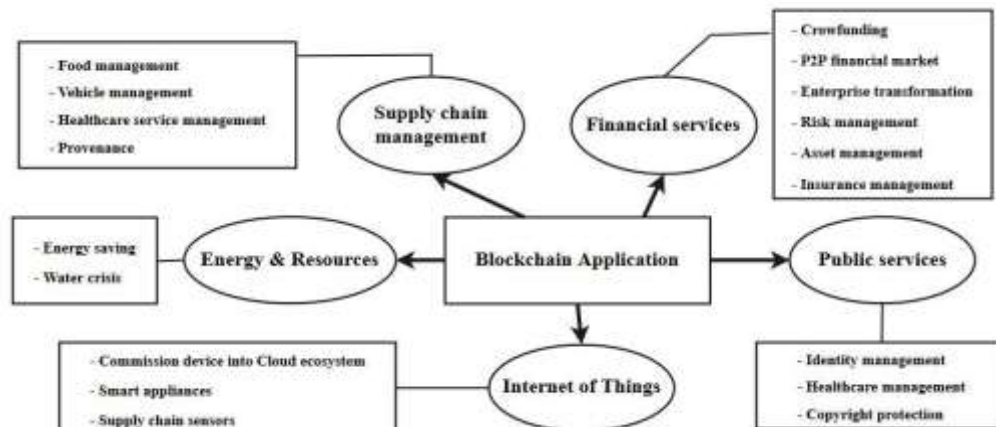 - Crowfunding
- P2P financial market
- Enterprise transformation
- Risk management
- Asset management
- Insurance management
- Food management
- Vehicle management
- Healthcare service management
- Provenance
Supply chain
management
Financial services
- Energy saving
- Water crisis
Energy & Resources
Blockchain Application
Public services
- Commission device into Cloud ecosystem
- Smart appliances
- Supply chain sensors
Internet of Things
- Identity management
- Healthcare management
- Copyright protection